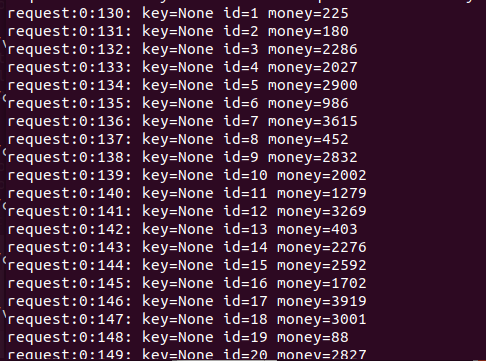 request:0:130: key=None id=1 money=225
request:0:131: key=None id=2 money=180
request:0:132: key=None id=3 money=2286
request:0:133: key=None id=4 money=2027
request:0:134: key=None id=5 money=2900
request:0:135: key=None id=6 money=986
request:0:136: key=None id=7 money=3615
request:0:137: key=None id=8 money=452
request:0:138: key=None id=9 money=2832
request:0:139: key=None id=10 money=2002
request:0:140: key=None id=11 money=1279
request:0:141: key=None id=12 money=3269
request:0:142: key=None id=13 money=403
request:0:143: key=None id=14 money=2276
request:0:144: key=None id=15 money=2592
request:0:145: key=None id=16 money=1702
request:0:146: key=None id=17 money=3919
request:0:147: key=None id=18 money=3001
request:0:148: key=None id=19 money=88
request:0:149: key=None id=20 money=2827